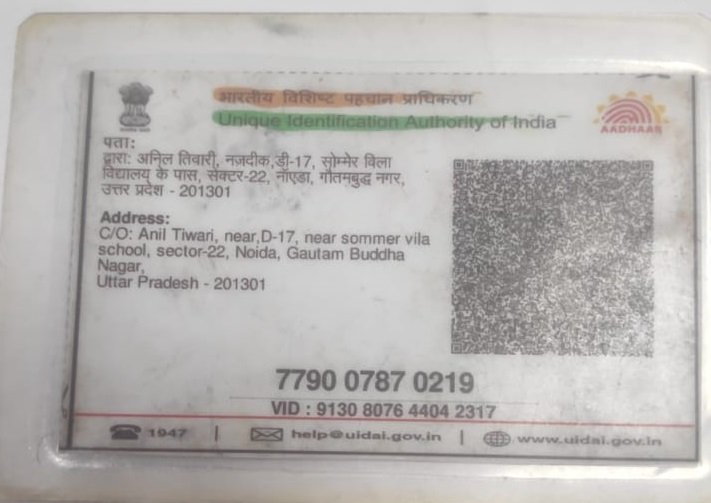 भारतीय विशिष्ट पहचान प्राधिकरण
Unique Identification Authority of India
AADHAAR
पता:
द्वारा: अनिल तिवारी, नज़दीक,डी-17, सोम्मेर विला
विद्यालय के पास, सेक्टर-22, नॉएडा, गौतमबुद्ध नगर,
उत्तर प्रदेश - 201301
Address:
C/O: Anil Tiwari, near,D-17, near sommer vila
school, sector-22, Noida, Gautam Buddha
Nagar,
Uttar Pradesh - 201301
7790 0787 0219
VID : 9130 8076 4404 2317
1947 | help@uidai.gov.in | www.uidai.gov.in